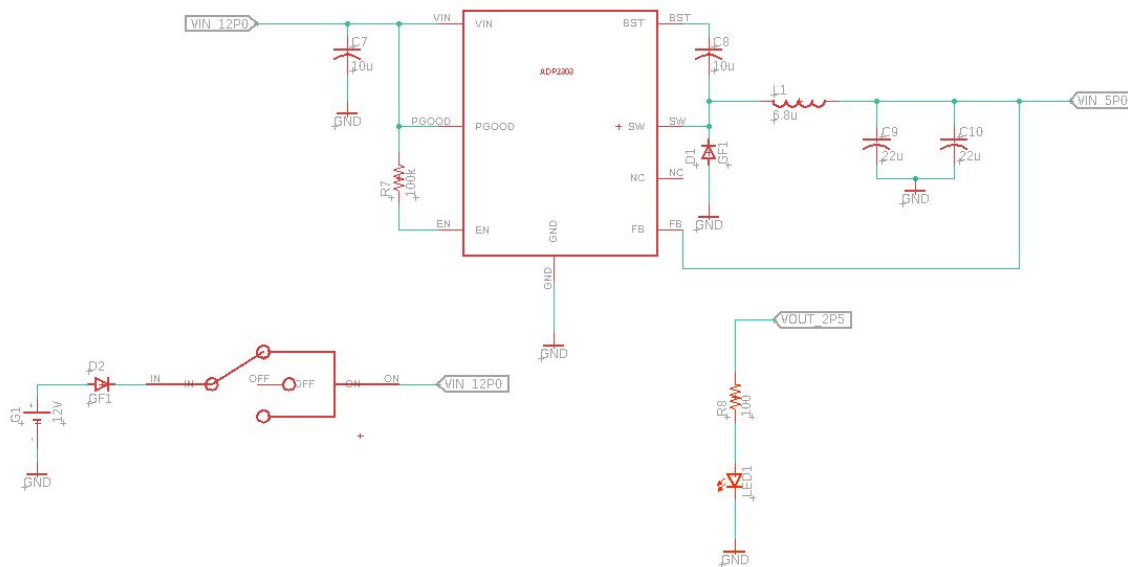 VIN_12P0
VIN
VIN
BST
BST
C7
10u
GND
C8
10u
ADP2303
L1
6.8u
VIN_5P0
PGOOD
PGOOD
SW
SW
D1
GF1
C9
22u
C10
22u
R7
100k
NC
NC
GND
EN
EN
GND
FB
FB
GND
GND
GND
VOUT_2P5
D2
GF1
IN
IN
OFF
OFF
ON
ON
VIN_12P0
G1
12V
GND
R8
100
LED1
GND